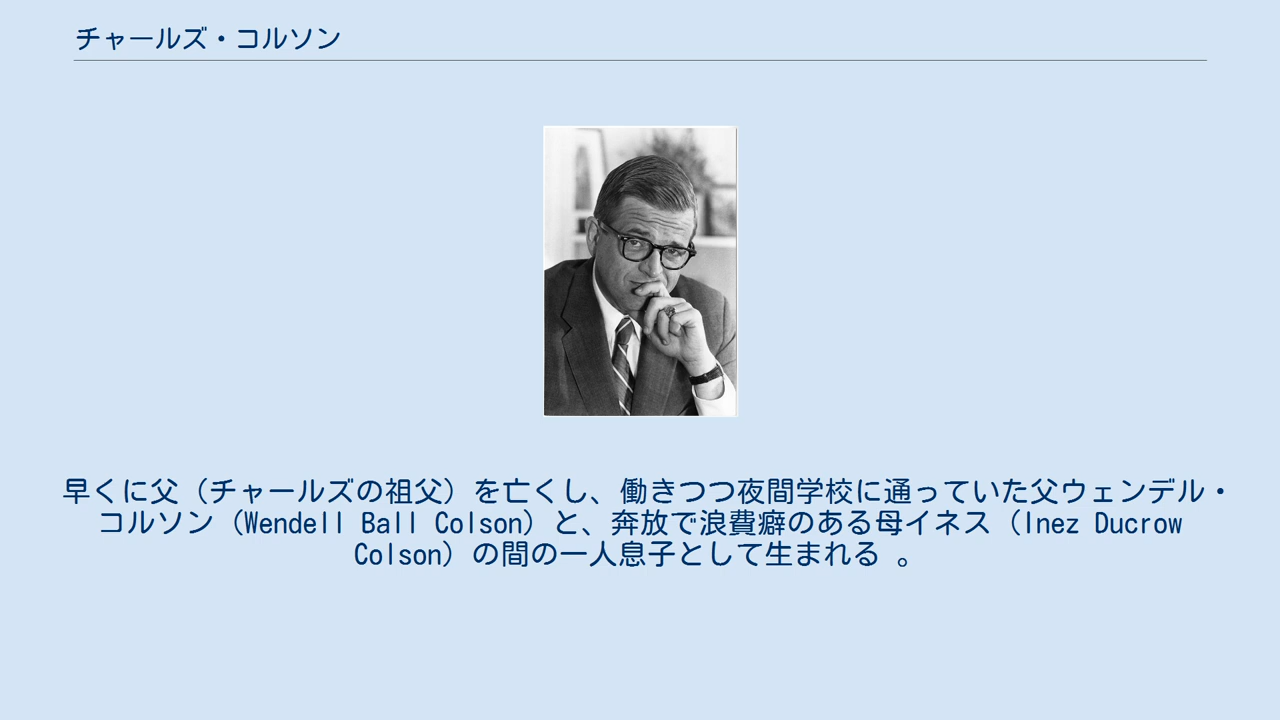 チャールズ・コルソン
早くに父（チャールズの祖父）を亡くし、働きつつ夜間学校に通っていた父ウェンデル・
コルソン（Wendell Ball Colson）と、奔放で浪費癖のある母イネス（Inez Ducrow
Colson）の間の一人息子として生まれる 。